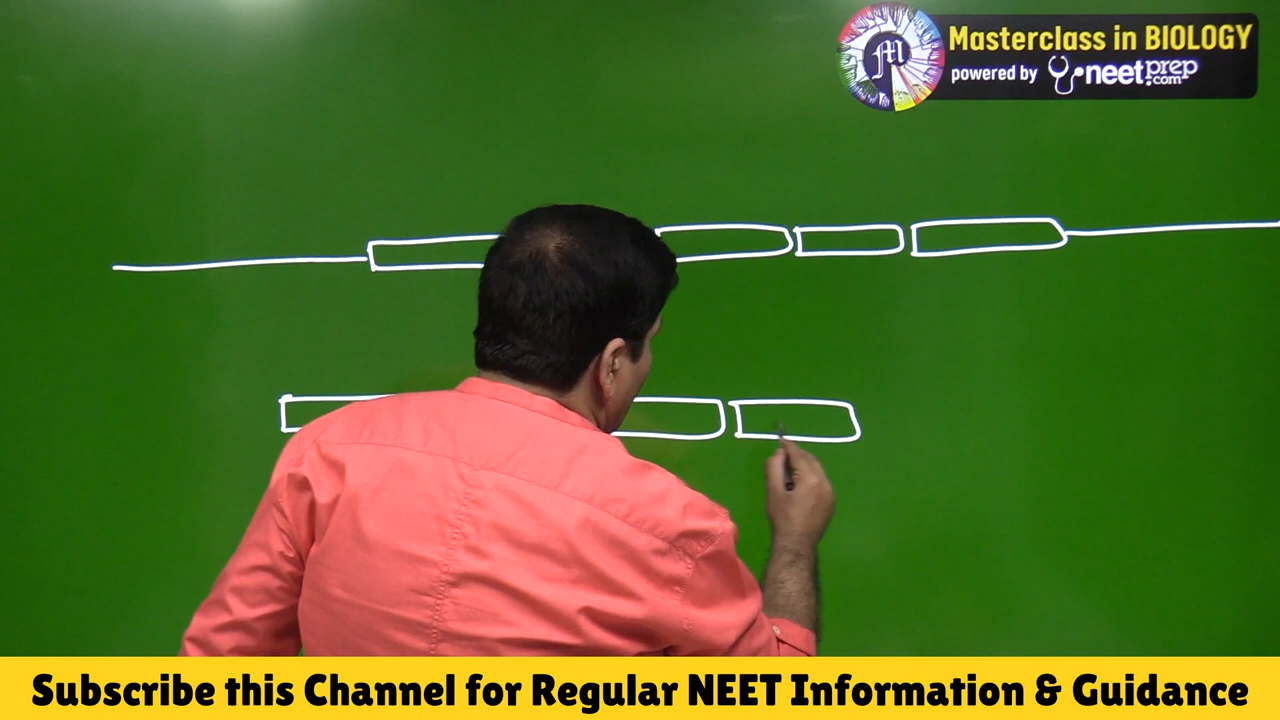 Masterclass in BIOLOGY
powered by neetprep.com
M
Subscribe this Channel for Regular NEET Information & Guidance